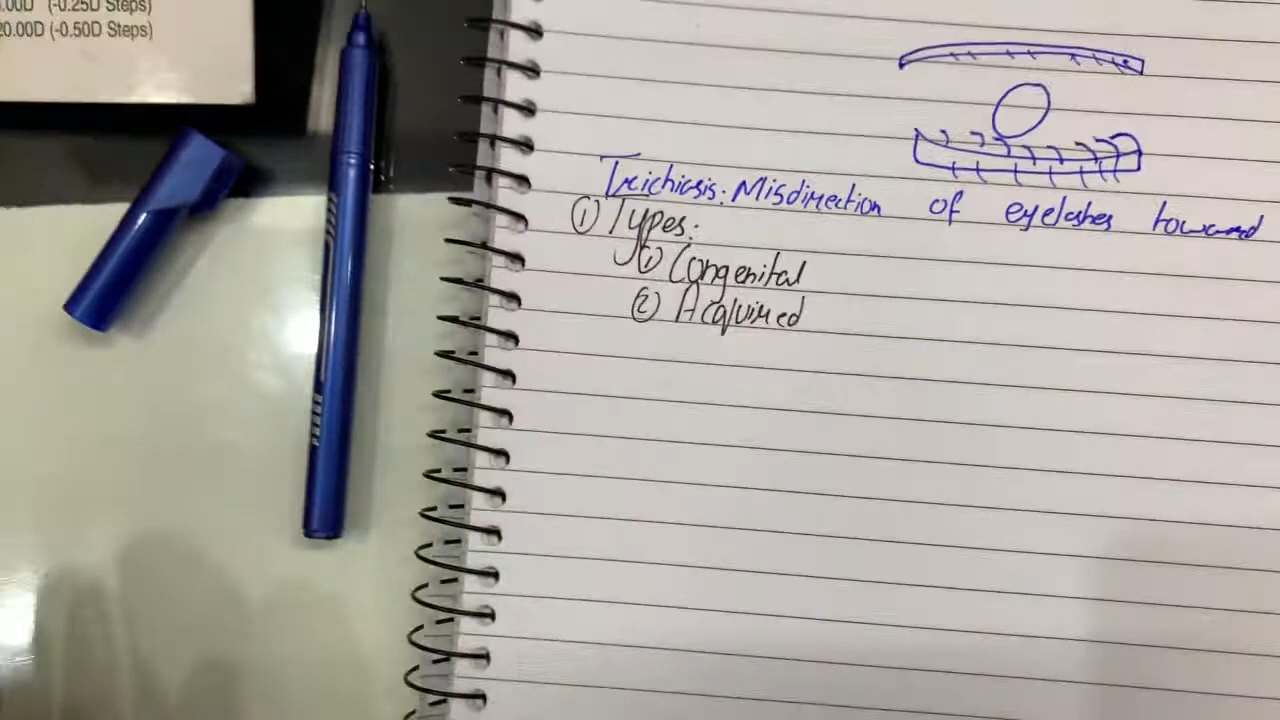 .00D (-0.25D Steps)
20.00D (-0.50D Steps)
Trichiasis: Misdirection of eyelashes toward
① Types:
① Congenital
② Acquired